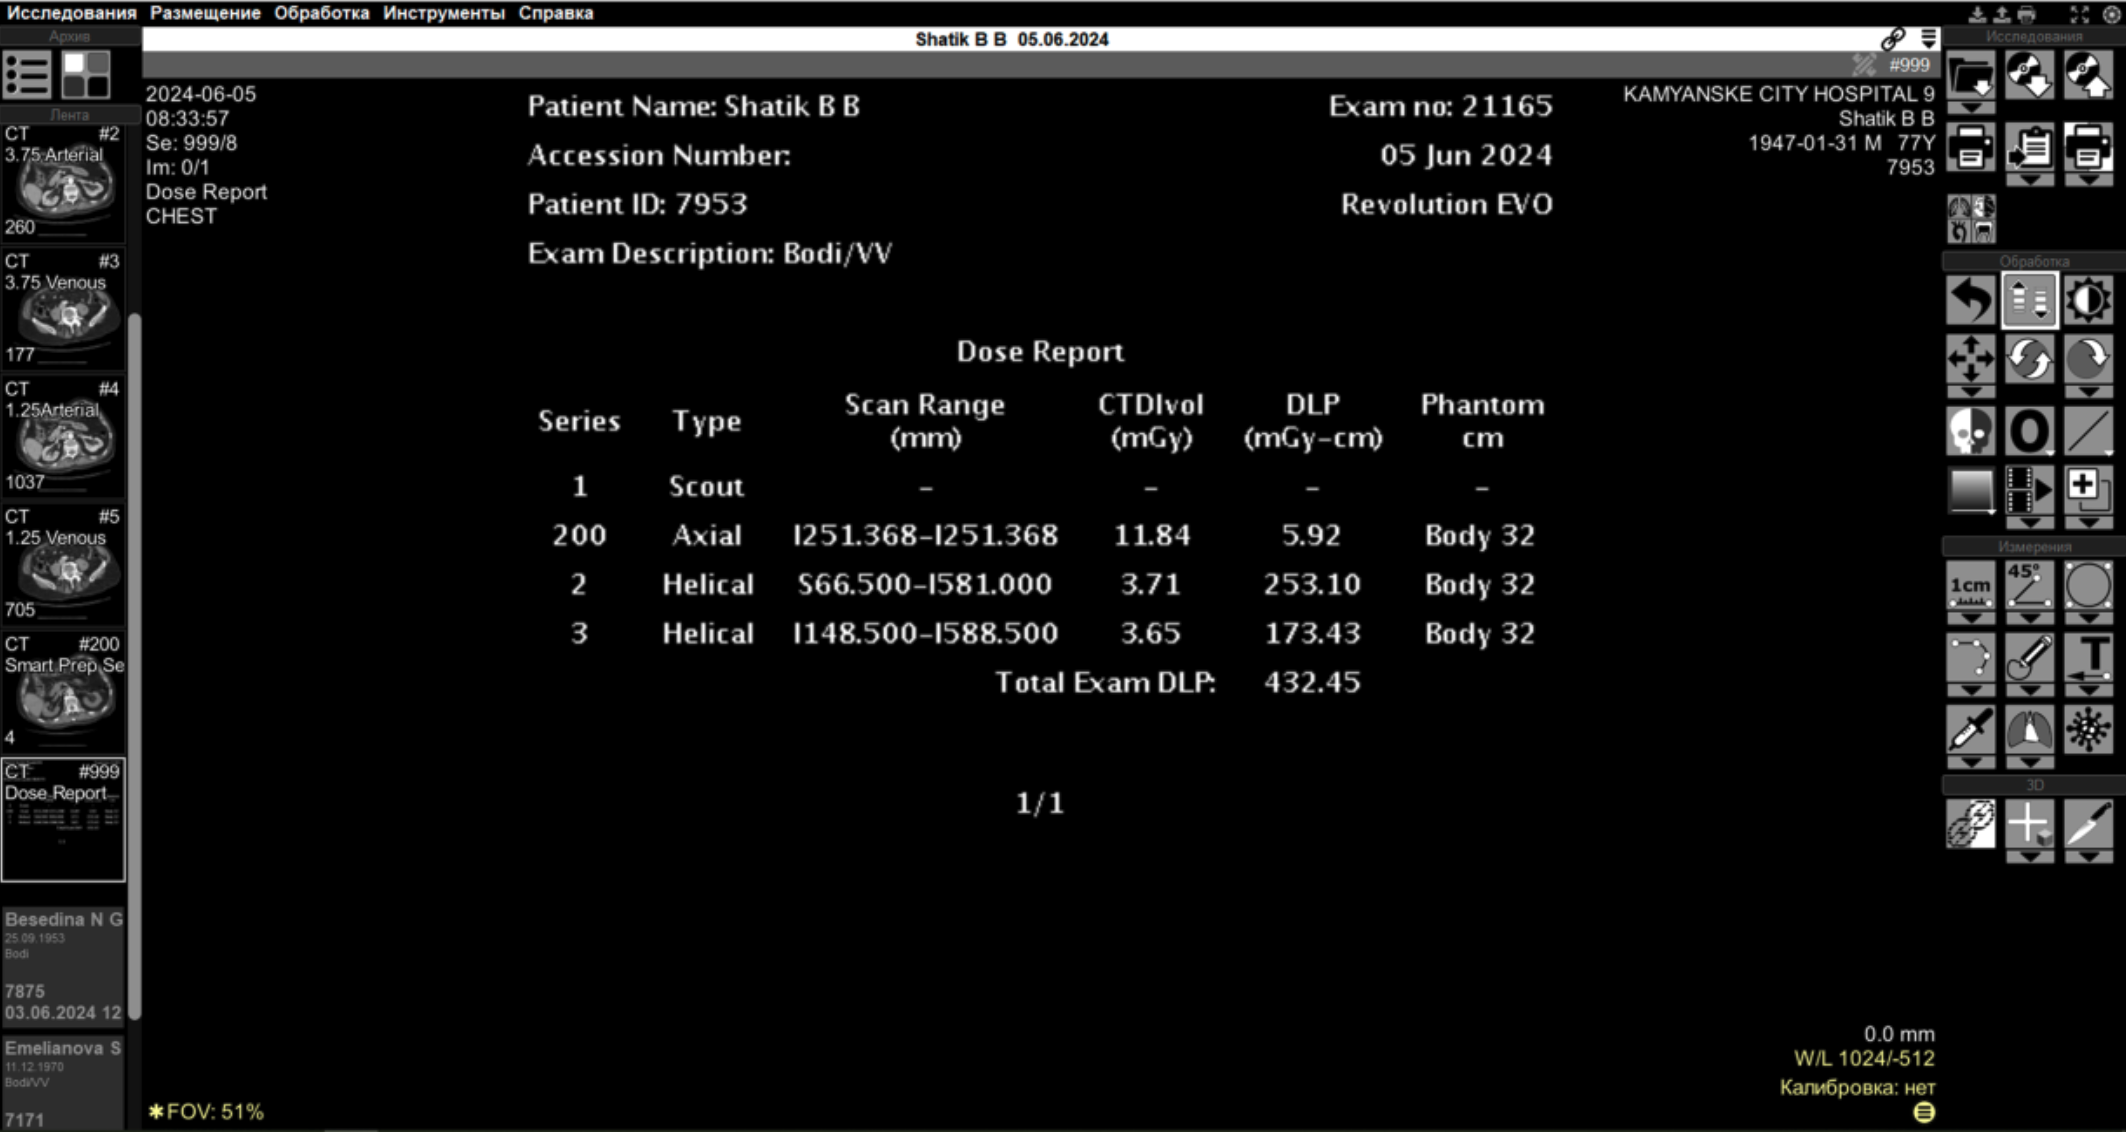 Исследования Размещение Обработка Инструменты Справка
Архив
Лента
CT #2
3.75 Arterial
260
CT #3
3.75 Venous
177
CT #4
1.25Arterial
1037
CT #5
1.25 Venous
705
CT #200
Smart Prep Se
4
CT #999
Dose Report
Besedina N G
25.09.1953
Bodi
7875
03.06.2024 12
Emelianova S
11.12.1970
Bodi/VV
7171
Shatik B B 05.06.2024
#999
2024-06-05
08:33:57
Se: 999/8
Im: 0/1
Dose Report
CHEST
Patient Name: Shatik B B Exam no: 21165
Accession Number: 05 Jun 2024
Patient ID: 7953 Revolution EVO
Exam Description: Bodi/VV
KAMYANSKE CITY HOSPITAL 9
Shatik B B
1947-01-31 M 77Y
7953
Dose Report
Series Type Scan Range (mm) CTDIvol (mGy) DLP (mGy-cm) Phantom cm
1 Scout – – – –
200 Axial I251.368-I251.368 11.84 5.92 Body 32
2 Helical S66.500-I581.000 3.71 253.10 Body 32
3 Helical I148.500-I588.500 3.65 173.43 Body 32
Total Exam DLP: 432.45
1/1
✱FOV: 51%
0.0 mm
W/L 1024/-512
Калибровка: нет
Исследования
Обработка
O
Измерения
1cm
45°
T
3D